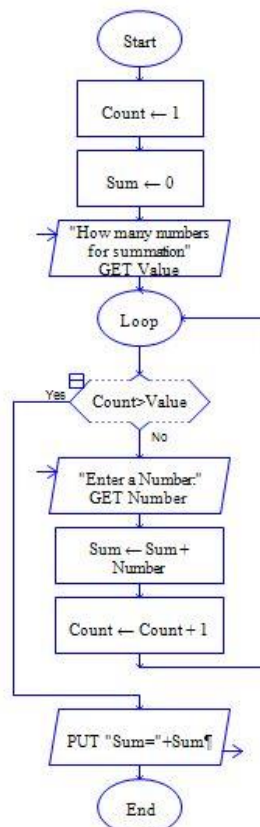 Start
Count ← 1
Sum ← 0
"How many numbers
for summation"
GET Value
Loop
Count>Value
Yes
No
"Enter a Number:"
GET Number
Sum ← Sum +
Number
Count ← Count + 1
PUT "Sum="+Sum¶
End